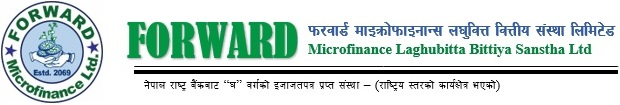 FORWARD
Estd. 2069
Microfinance Ltd.
FORWARD
फरवार्ड माइक्रोफाइनान्स लघुवित्त वित्तीय संस्था लिमिटेड
Microfinance Laghubitta Bittiya Sanstha Ltd
नेपाल राष्ट्र बैंकबाट “घ” वर्गको इजाजतपत्र प्राप्त संस्था – (राष्ट्रिय स्तरको कार्यक्षेत्र भएको)